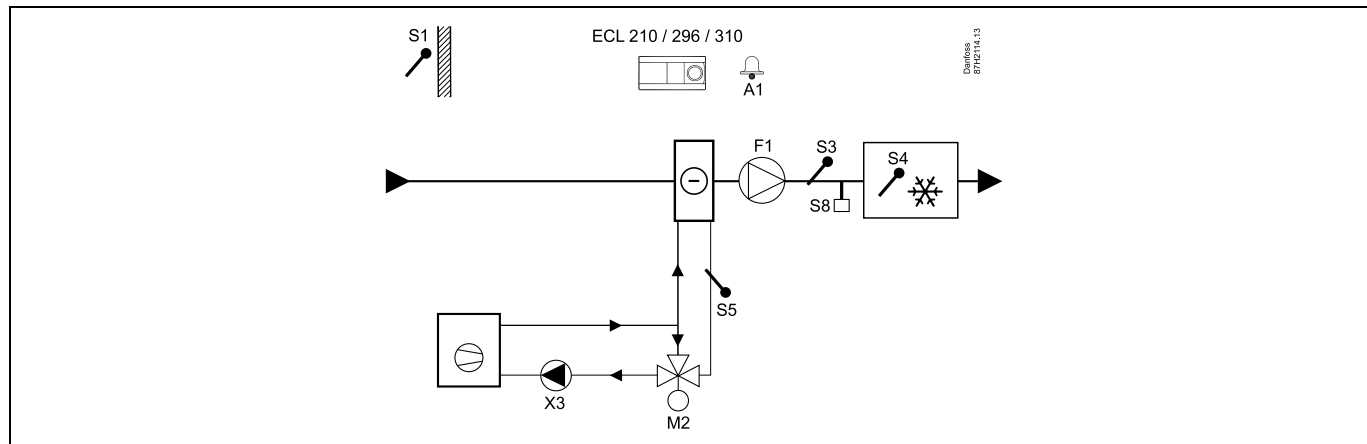 S1
ECL 210 / 296 / 310
A1
Danfoss
87H2114.13
F1
S3
S4
S8
S5
X3
M2